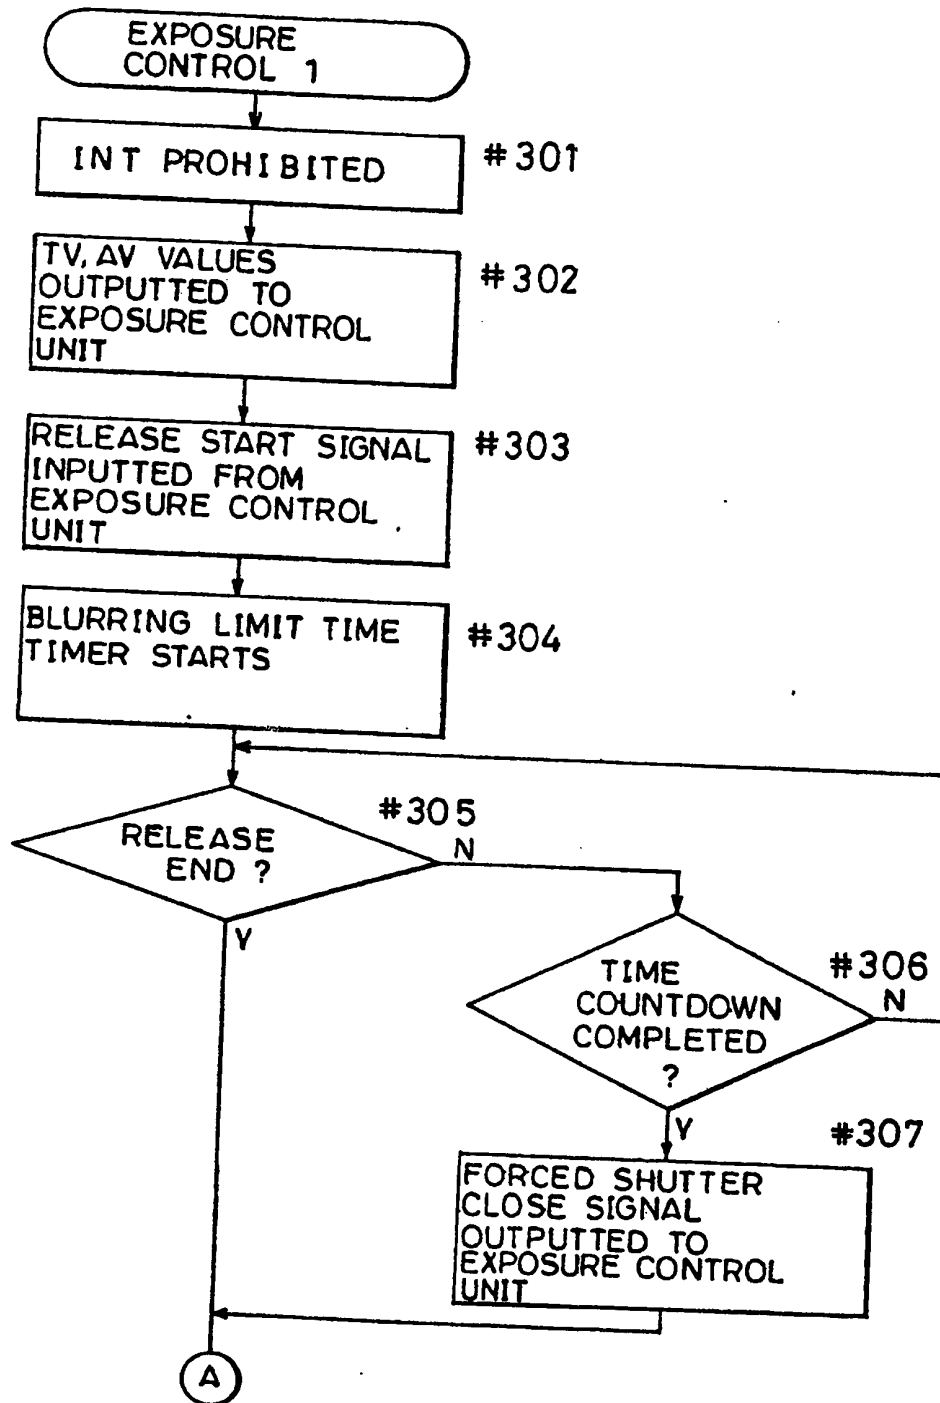 EXPOSURE
CONTROL 1
INT PROHIBITED
#301
TV, AV VALUES
OUTPUTTED TO
EXPOSURE CONTROL
UNIT
#302
RELEASE START SIGNAL
INPUTTED FROM
EXPOSURE CONTROL
UNIT
#303
BLURRING LIMIT TIME
TIMER STARTS
#304
RELEASE
END ?
#305
N
Y
TIME
COUNTDOWN
COMPLETED
?
#306
N
Y
#307
FORCED SHUTTER
CLOSE SIGNAL
OUTPUTTED TO
EXPOSURE CONTROL
UNIT
A